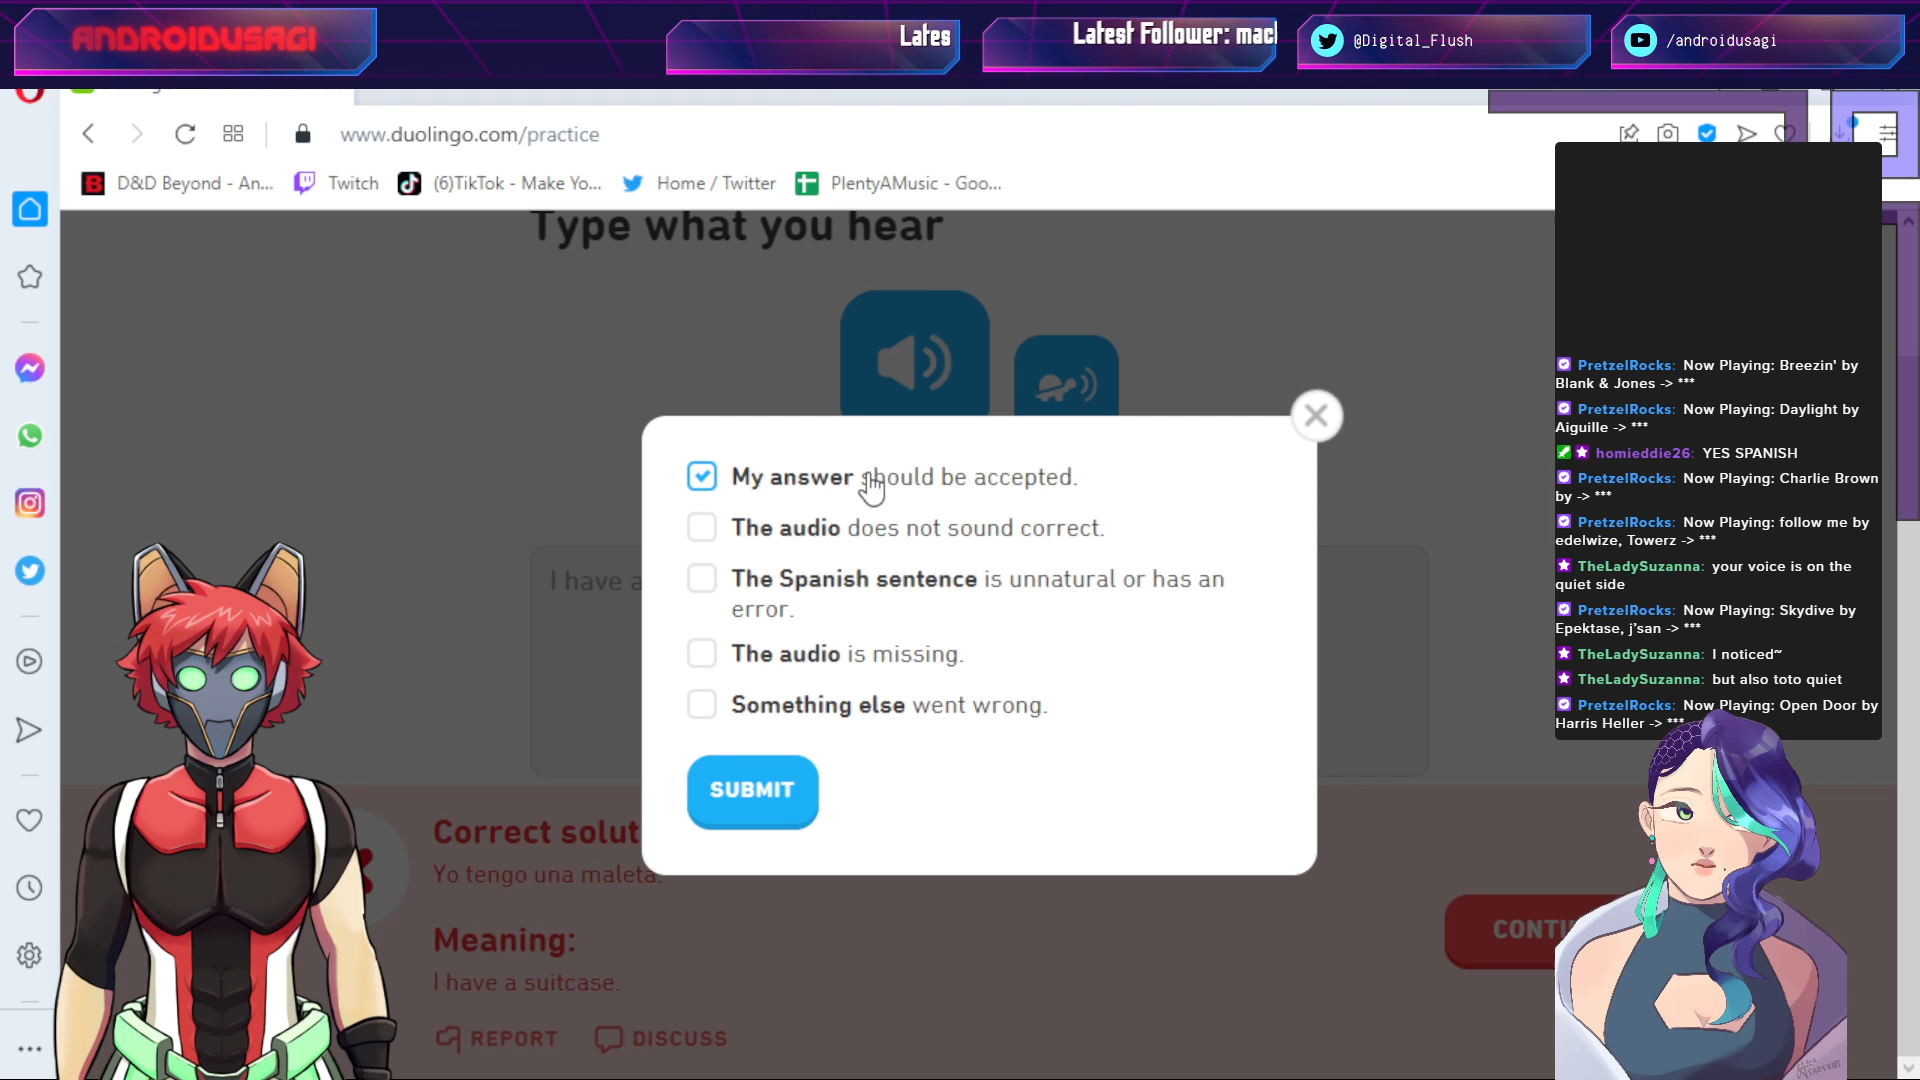 ANDROIDUSAGI
Lates
Latest Follower: macl
@Digital_Flush
/androidusagi
www.duolingo.com/practice
D&D Beyond - An...
Twitch
(6)TikTok - Make Yo...
Home / Twitter
PlentyAMusic - Goo...
Type what you hear
I have a
My answer should be accepted.
The audio does not sound correct.
The Spanish sentence is unnatural or has an
error.
The audio is missing.
Something else went wrong.
SUBMIT
Correct solut
Yo tengo una maleta.
Meaning:
I have a suitcase.
REPORT
DISCUSS
CONTI
PretzelRocks: Now Playing: Breezin' by
Blank & Jones -> ***
PretzelRocks: Now Playing: Daylight by
Aiguille -> ***
homieddie26: YES SPANISH
PretzelRocks: Now Playing: Charlie Brown
by -> ***
PretzelRocks: Now Playing: follow me by
edelwize, Towerz -> ***
TheLadySuzanna: your voice is on the
quiet side
PretzelRocks: Now Playing: Skydive by
Epektase, j'san -> ***
TheLadySuzanna: I noticed~
TheLadySuzanna: but also toto quiet
PretzelRocks: Now Playing: Open Door by
Harris Heller -> ***